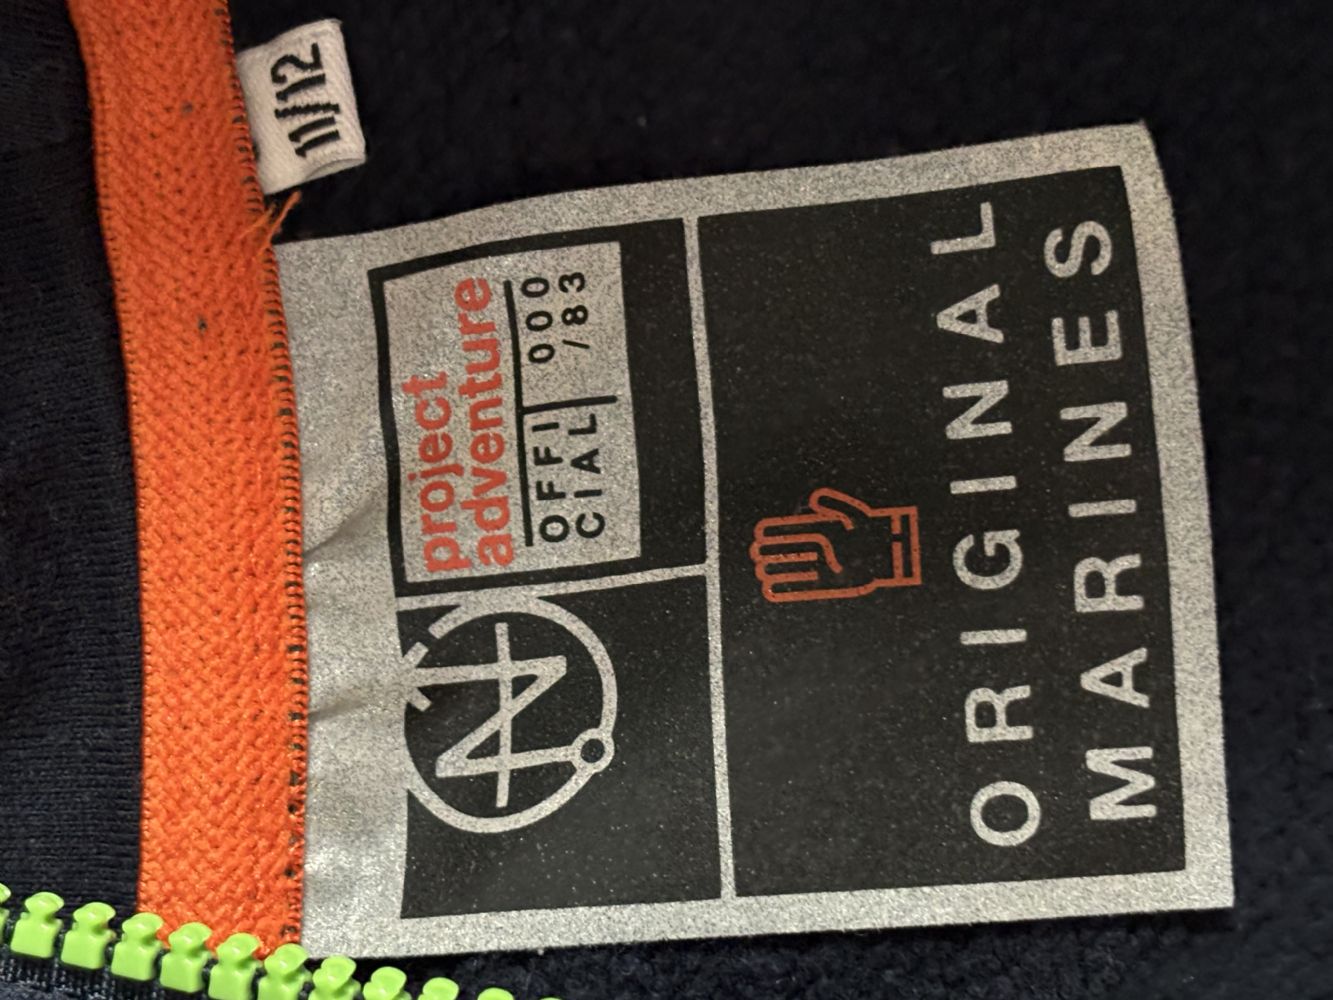 11/12
project
adventure
OFFI 000
CIAL /83
N
ORIGINAL
MARINES